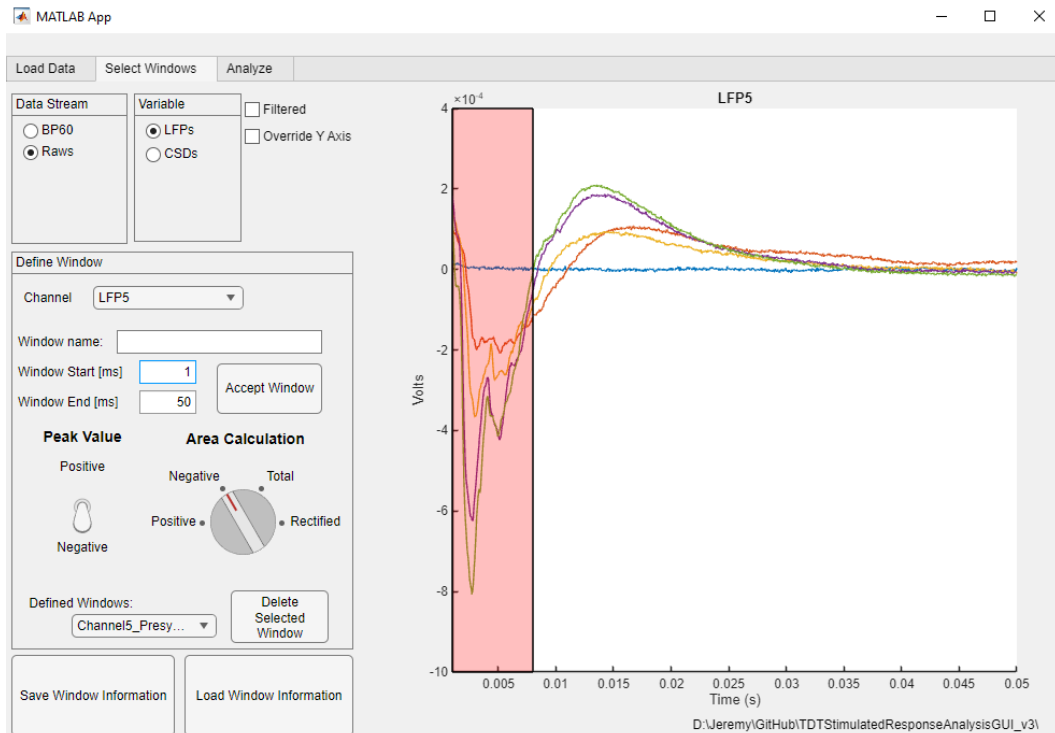 MATLAB App
Load Data
Select Windows
Analyze
Data Stream
BP60
Raws
Variable
LFPs
CSDs
Filtered
Override Y Axis
Define Window
Channel
LFP5
Window name:
Window Start [ms]
1
Window End [ms]
50
Accept Window
Peak Value
Positive
Negative
Area Calculation
Negative
Total
Positive
Rectified
Defined Windows:
Channel5_Presy...
Delete
Selected
Window
Save Window Information
Load Window Information
LFP5
×10-4
4
2
0
-2
-4
-6
-8
-10
Volts
0.005
0.01
0.015
0.02
0.025
0.03
0.035
0.04
0.045
0.05
Time (s)
D:\Jeremy\GitHub\TDTStimulatedResponseAnalysisGUI_v3\